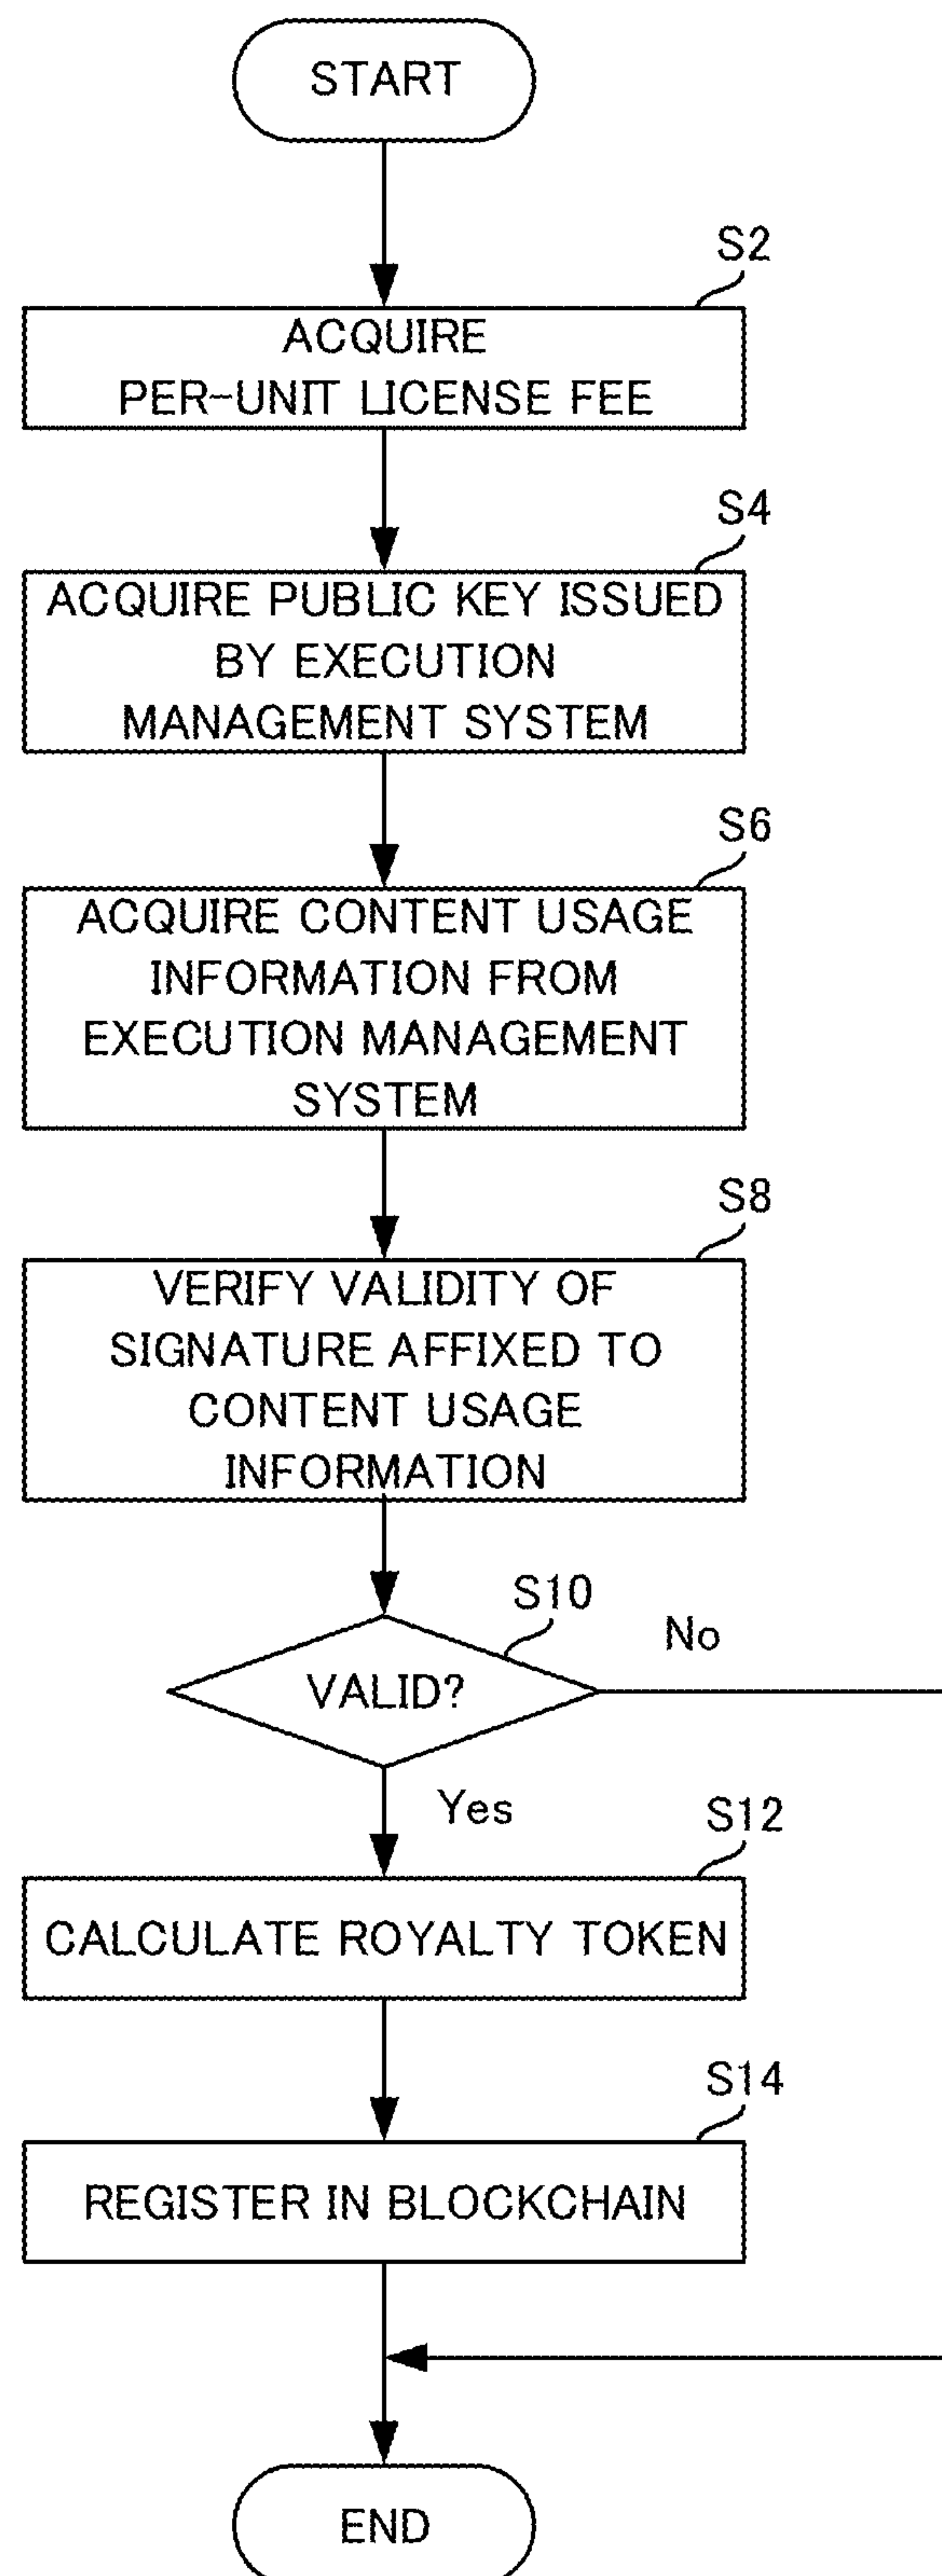 START
S2
ACQUIRE
PER-UNIT LICENSE FEE
S4
ACQUIRE PUBLIC KEY ISSUED
BY EXECUTION
MANAGEMENT SYSTEM
S6
ACQUIRE CONTENT USAGE
INFORMATION FROM
EXECUTION MANAGEMENT
SYSTEM
S8
VERIFY VALIDITY OF
SIGNATURE AFFIXED TO
CONTENT USAGE
INFORMATION
S10
No
VALID?
Yes
S12
CALCULATE ROYALTY TOKEN
S14
REGISTER IN BLOCKCHAIN
END